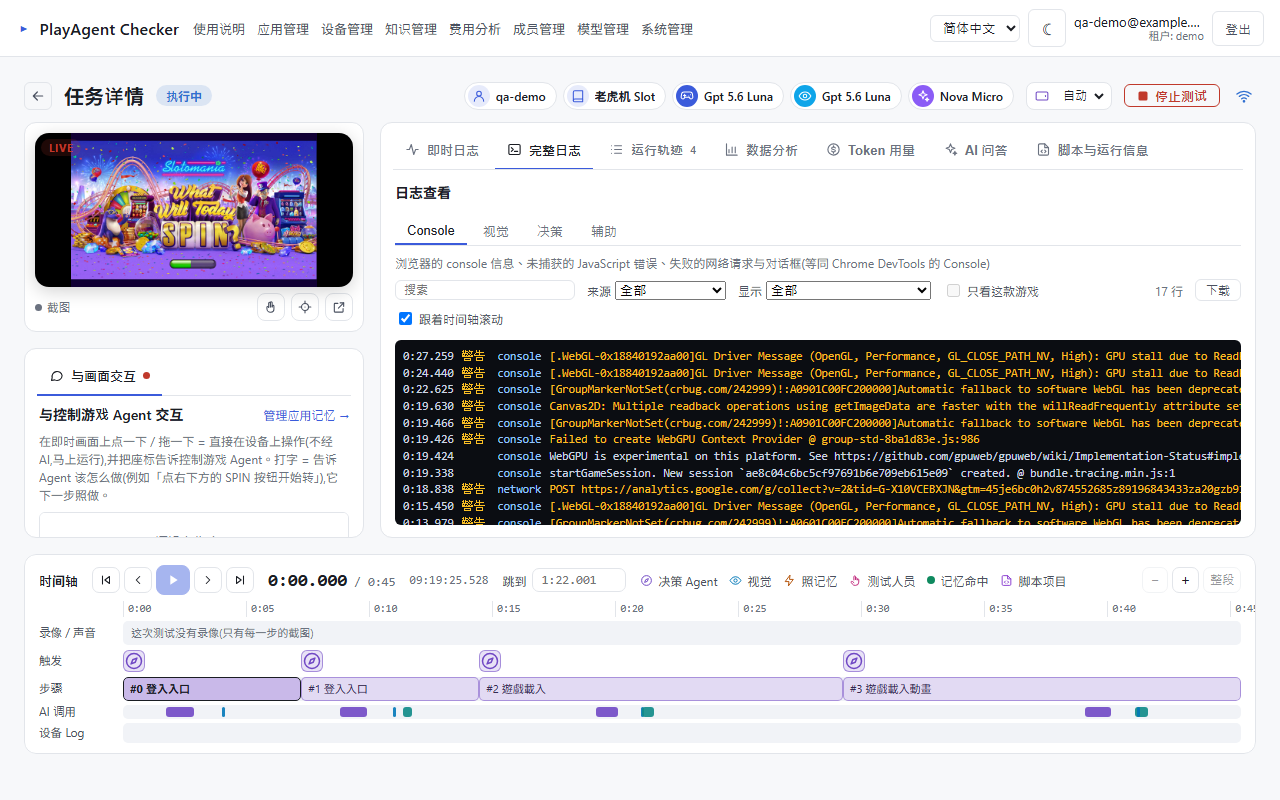 PlayAgent Checker 使用说明 应用管理 设备管理 知识管理 费用分析 成员管理 模型管理 系统管理 简体中文 qa-demo@example.... 登出
租户: demo
任务详情 执行中 qa-demo 老虎机 Slot Gpt 5.6 Luna Gpt 5.6 Luna Nova Micro 自动 停止测试
LIVE
Slotomania
What Will Today SPIN?
截图
与画面交互
与控制游戏 Agent 交互 管理应用记忆 →
在即时画面上点一下 / 拖一下 = 直接在设备上操作(不经
AI,马上运行),并把座标告诉控制游戏 Agent。打字 = 告诉
Agent 该怎么做(例如「点右下方的 SPIN 按钮开始转」),它
下一步照做。
即时日志 完整日志 运行轨迹 4 数据分析 Token 用量 AI 问答 脚本与运行信息
日志查看
Console 视觉 决策 辅助
浏览器的 console 信息、未捕获的 JavaScript 错误、失败的网络请求与对话框(等同 Chrome DevTools 的 Console)
搜索 来源 全部 显示 全部 只看这款游戏 17 行 下载
跟着时间轴滚动
0:27.259 警告 console [.WebGL-0x18840192aa00]GL Driver Message (OpenGL, Performance, GL_CLOSE_PATH_NV, High): GPU stall due to Read
0:24.440 警告 console [.WebGL-0x18840192aa00]GL Driver Message (OpenGL, Performance, GL_CLOSE_PATH_NV, High): GPU stall due to Read
0:22.625 警告 console [GroupMarkerNotSet(crbug.com/242999)!:A0901C00FC200000]Automatic fallback to software WebGL has been deprecat
0:19.630 警告 console Canvas2D: Multiple readback operations using getImageData are faster with the willReadFrequently attribute se
0:19.466 警告 console [GroupMarkerNotSet(crbug.com/242999)!:A0601C00FC200000]Automatic fallback to software WebGL has been deprecat
0:19.426 警告 console Failed to create WebGPU Context Provider @ group-std-8ba1d83e.js:986
0:19.424 console WebGPU is experimental on this platform. See https://github.com/gpuweb/gpuweb/wiki/Implementation-Status#impl
0:19.338 console startGameSession. New session `ae8c04c6bc5cf97691b6e709eb615e09` created. @ bundle.tracing.min.js:1
0:18.838 警告 network POST https://analytics.google.com/g/collect?v=2&tid=G-X10VCEBXJN&gtm=45je6bc0h2v874552685z89196843433za20gzb9
0:15.450 警告 console [.WebGL-0x18840192aa00]GL Driver Message (OpenGL, Performance, GL_CLOSE_PATH_NV, High): GPU stall due to Read
0:13.979 警告 console [GroupMarkerNotSet(crbug.com/242999)!:A0601C00FC200000]Automatic fallback to software WebGL has been deprecat
时间轴 0:00.000 / 0:45 09:19:25.528 跳到 1:22.001 决策 Agent 视觉 照记忆 测试人员 记忆命中 脚本项目 − + 整段
0:00 0:05 0:10 0:15 0:20 0:25 0:30 0:35 0:40 0:45
录像 / 声音 这次测试没有录像(只有每一步的截图)
触发
步骤 #0 登入入口 #1 登入入口 #2 遊戲載入 #3 遊戲載入動畫
AI 调用
设备 Log